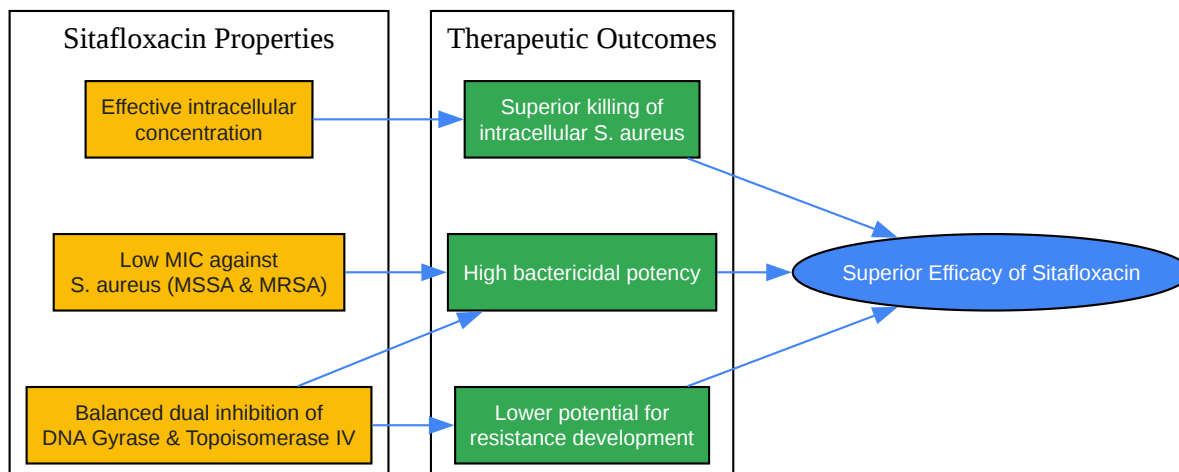 Sitafloxacin Properties
Therapeutic Outcomes
Effective intracellular
concentration
Superior killing of
intracellular S. aureus
Low MIC against
S. aureus (MSSA & MRSA)
High bactericidal potency
Superior Efficacy of Sitafloxacin
Balanced dual inhibition of
DNA Gyrase & Topoisomerase IV
Lower potential for
resistance development